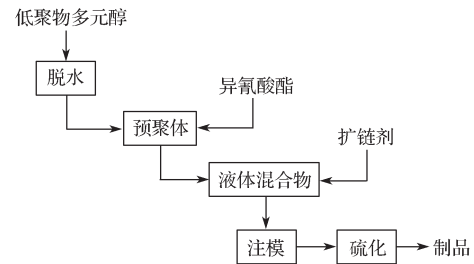 低聚物多元醇
脱水
异氰酸酯
预聚体
扩链剂
液体混合物
注模
硫化
制品